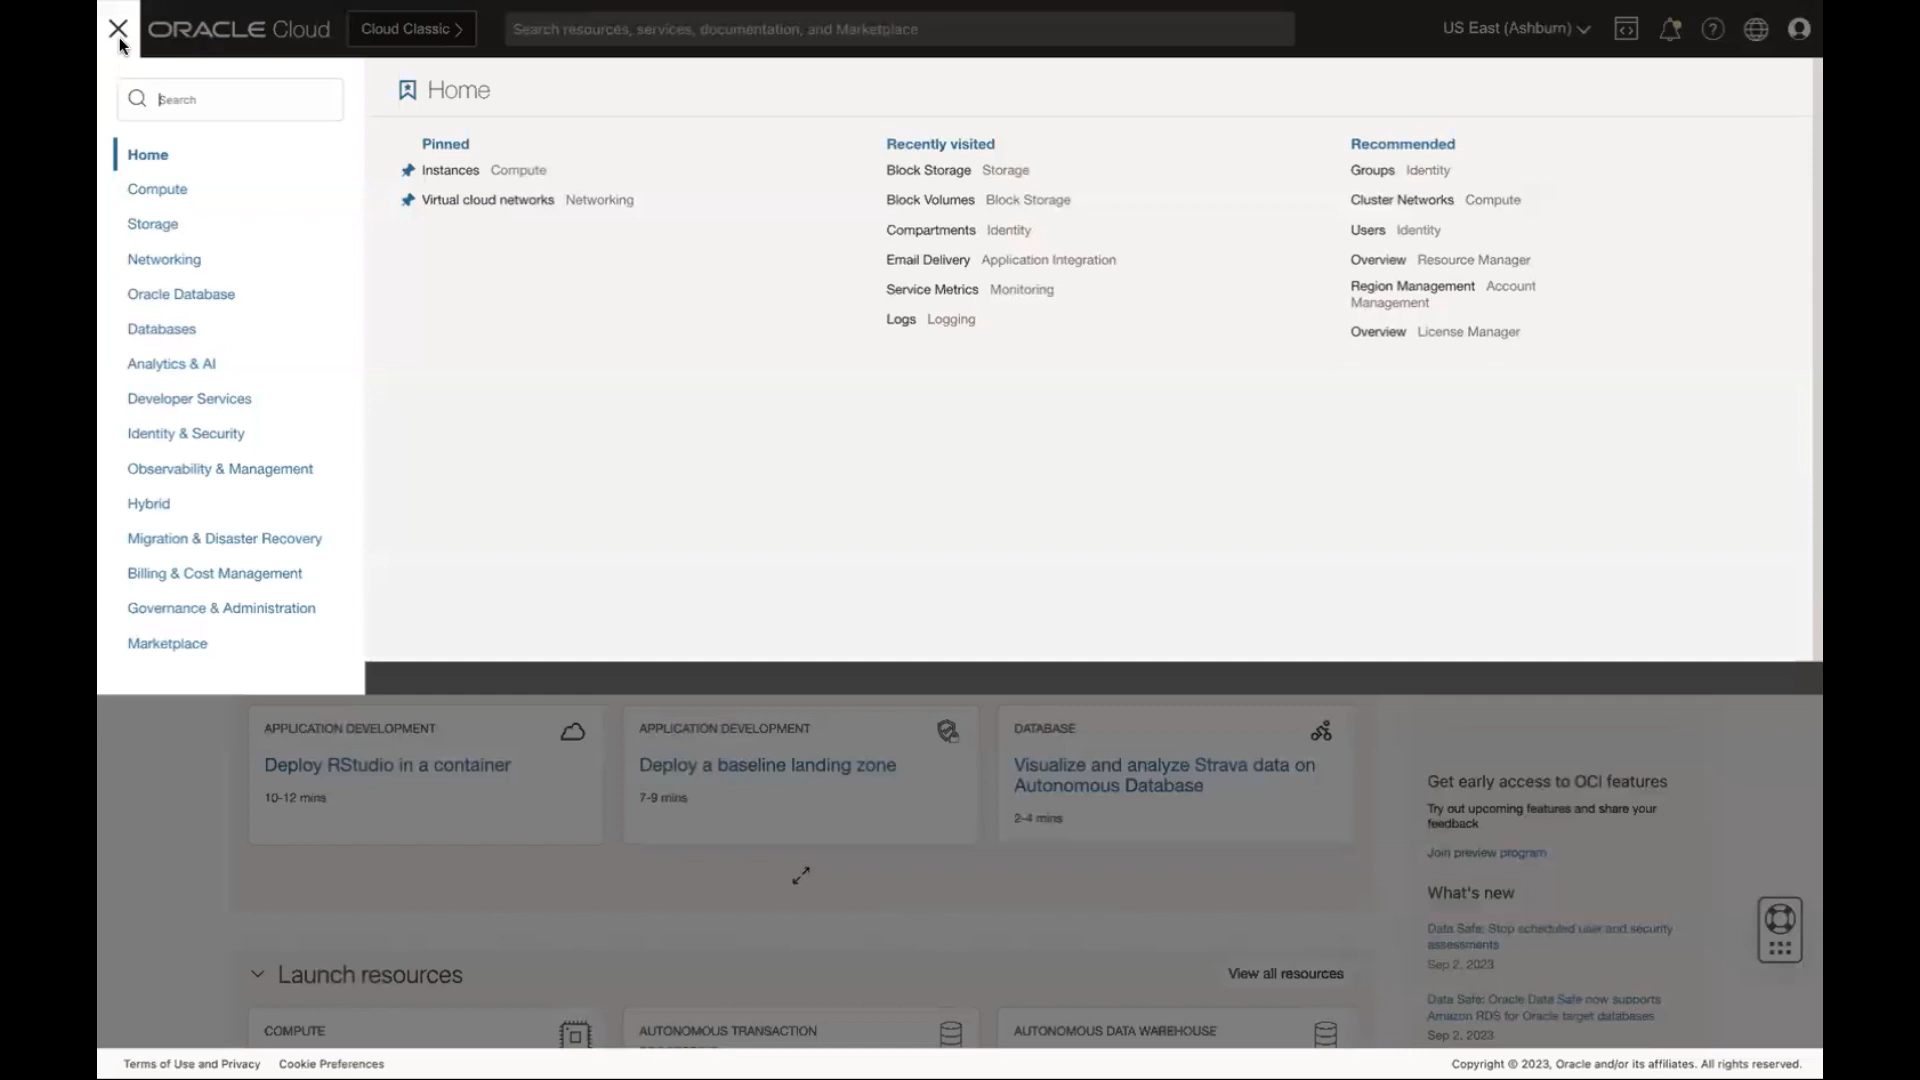 ORACLE Cloud
Cloud Classic
Search resources, services, documentation, and Marketplace
US East (Ashburn)
Search
Home
Compute
Storage
Networking
Oracle Database
Databases
Analytics & AI
Developer Services
Identity & Security
Observability & Management
Hybrid
Migration & Disaster Recovery
Billing & Cost Management
Governance & Administration
Marketplace
Home
Pinned
Instances Compute
Virtual cloud networks Networking
Recently visited
Block Storage Storage
Block Volumes Block Storage
Compartments Identity
Email Delivery Application Integration
Service Metrics Monitoring
Logs Logging
Recommended
Groups Identity
Cluster Networks Compute
Users Identity
Overview Resource Manager
Region Management Account
Management
Overview License Manager
APPLICATION DEVELOPMENT
Deploy RStudio in a container
10-12 mins
APPLICATION DEVELOPMENT
Deploy a baseline landing zone
7-9 mins
DATABASE
Visualize and analyze Strava data on
Autonomous Database
2-4 mins
Get early access to OCI features
Try out upcoming features and share your
feedback
Join preview program
What's new
Data Safe: Stop scheduled user and security
assessments
Sep 2, 2023
Data Safe: Oracle Data Safe now supports
Amazon RDS for Oracle target databases
Sep 2, 2023
Launch resources
View all resources
COMPUTE
AUTONOMOUS TRANSACTION
AUTONOMOUS DATA WAREHOUSE
Terms of Use and Privacy
Cookie Preferences
Copyright © 2023, Oracle and/or its affiliates. All rights reserved.